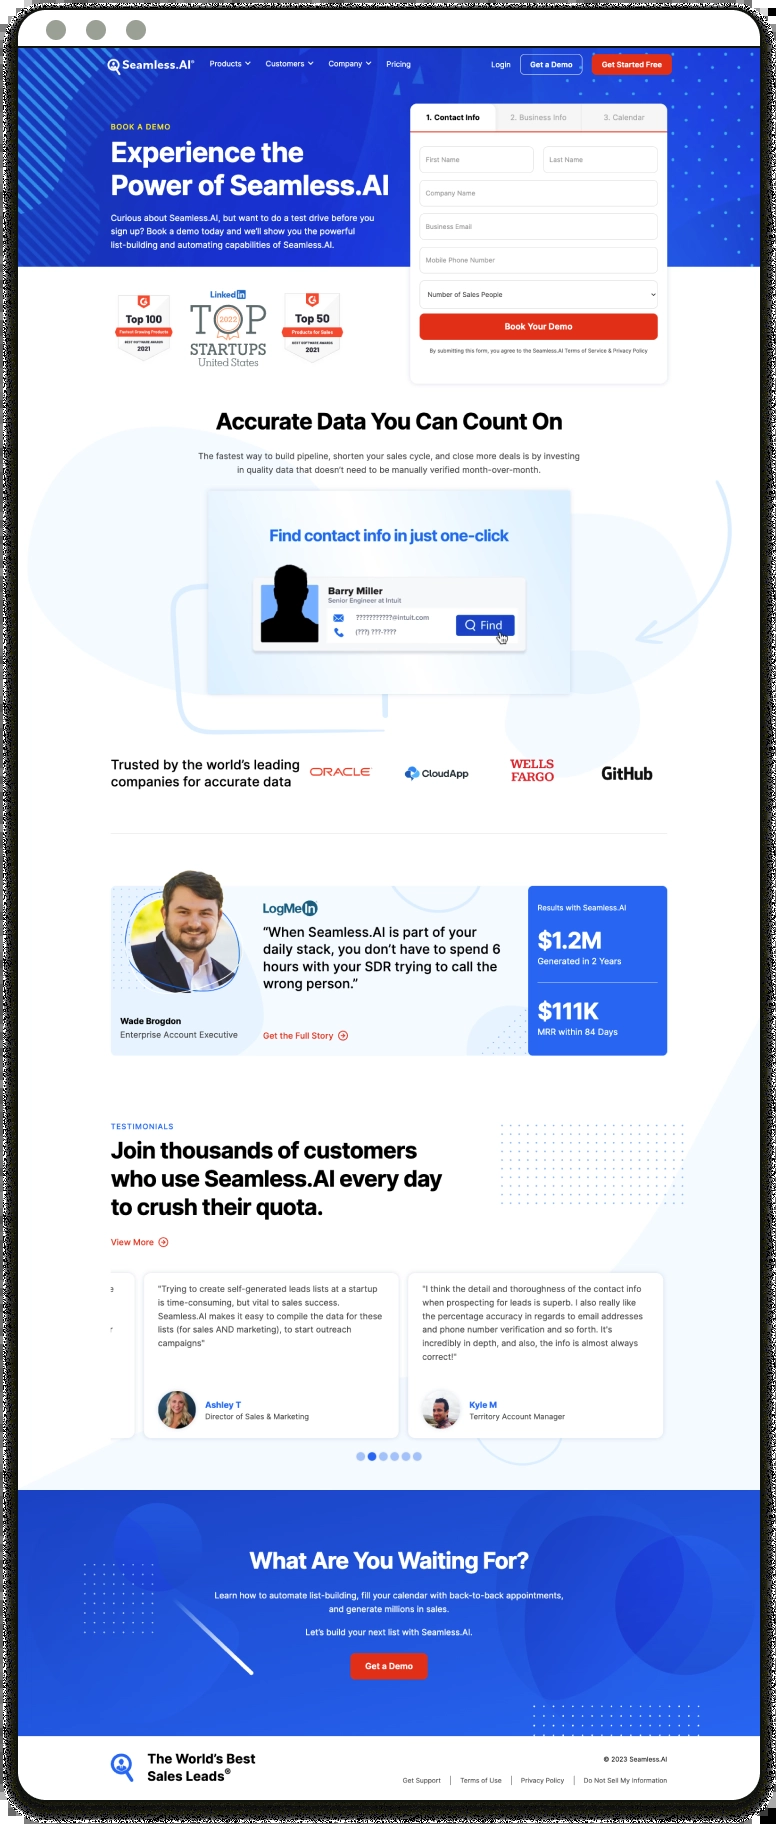 Seamless.AI® Products Customers Company Pricing Login Get a Demo Get Started Free
BOOK A DEMO
Experience the
Power of Seamless.AI
Curious about Seamless.AI, but want to do a test drive before you
sign up? Book a demo today and we'll show you the powerful
list-building and automating capabilities of Seamless.AI.
1. Contact Info 2. Business Info 3. Calendar
First Name Last Name
Company Name
Business Email
Mobile Phone Number
Number of Sales People
Book Your Demo
By submitting this form, you agree to the Seamless.AI Terms of Service & Privacy Policy
Top 100
Fastest Growing Products
BEST SOFTWARE AWARDS
2021
LinkedIn
TOP
2022
STARTUPS
United States
Top 50
Products for Sales
BEST SOFTWARE AWARDS
2021
Accurate Data You Can Count On
The fastest way to build pipeline, shorten your sales cycle, and close more deals is by investing
in quality data that doesn't need to be manually verified month-over-month.
Find contact info in just one-click
Barry Miller
Senior Engineer at Intuit
???????????@intuit.com
(???) ???-????
Find
Trusted by the world's leading
companies for accurate data
ORACLE
CloudApp
WELLS
FARGO
GitHub
LogMeIn
"When Seamless.AI is part of your
daily stack, you don't have to spend 6
hours with your SDR trying to call the
wrong person."
Wade Brogdon
Enterprise Account Executive
Get the Full Story
Results with Seamless.AI
$1.2M
Generated in 2 Years
$111K
MRR within 84 Days
TESTIMONIALS
Join thousands of customers
who use Seamless.AI every day
to crush their quota.
View More
e
r
"Trying to create self-generated leads lists at a startup
is time-consuming, but vital to sales success.
Seamless.AI makes it easy to compile the data for these
lists (for sales AND marketing), to start outreach
campaigns"
Ashley T
Director of Sales & Marketing
"I think the detail and thoroughness of the contact info
when prospecting for leads is superb. I also really like
the percentage accuracy in regards to email addresses
and phone number verification and so forth. It's
incredibly in depth, and also, the info is almost always
correct!"
Kyle M
Territory Account Manager
What Are You Waiting For?
Learn how to automate list-building, fill your calendar with back-to-back appointments,
and generate millions in sales.
Let's build your next list with Seamless.AI.
Get a Demo
The World's Best
Sales Leads®
© 2023 Seamless.AI
Get Support | Terms of Use | Privacy Policy | Do Not Sell My Information